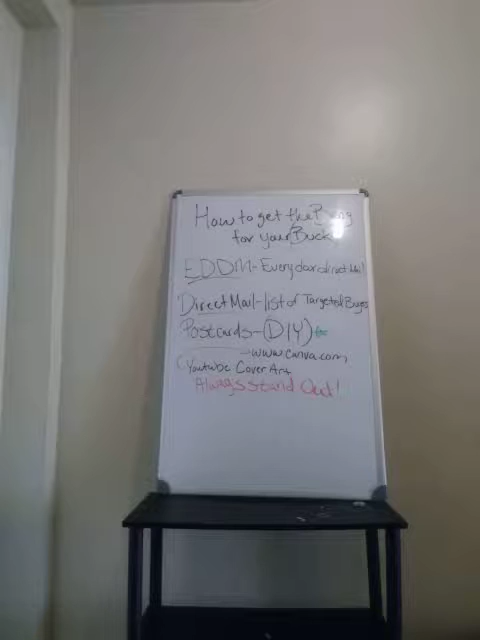 How to get the Bang
for your Buck
EDDM - Every door direct Mail
Direct Mail - list of Targeted Buyers
Postcards - (DIY)
- www.canva.com
Youtube Cover Art
Always stand Out!